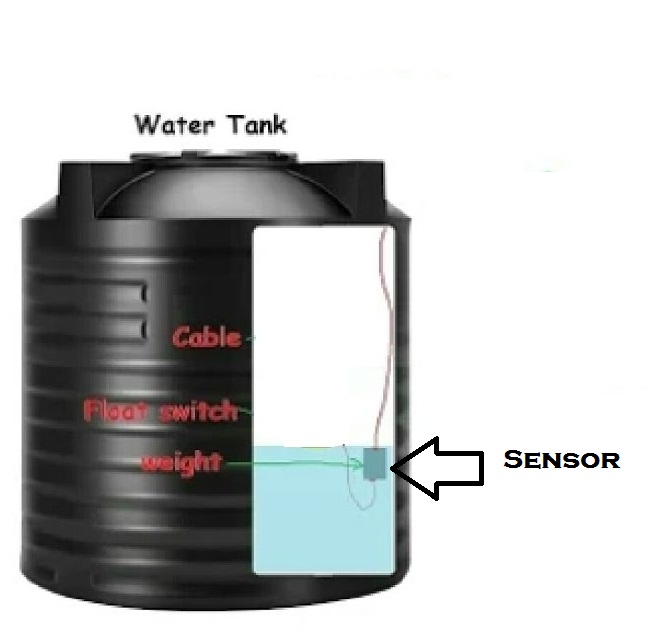 Water Tank
Cable
Float switch
weight
SENSOR